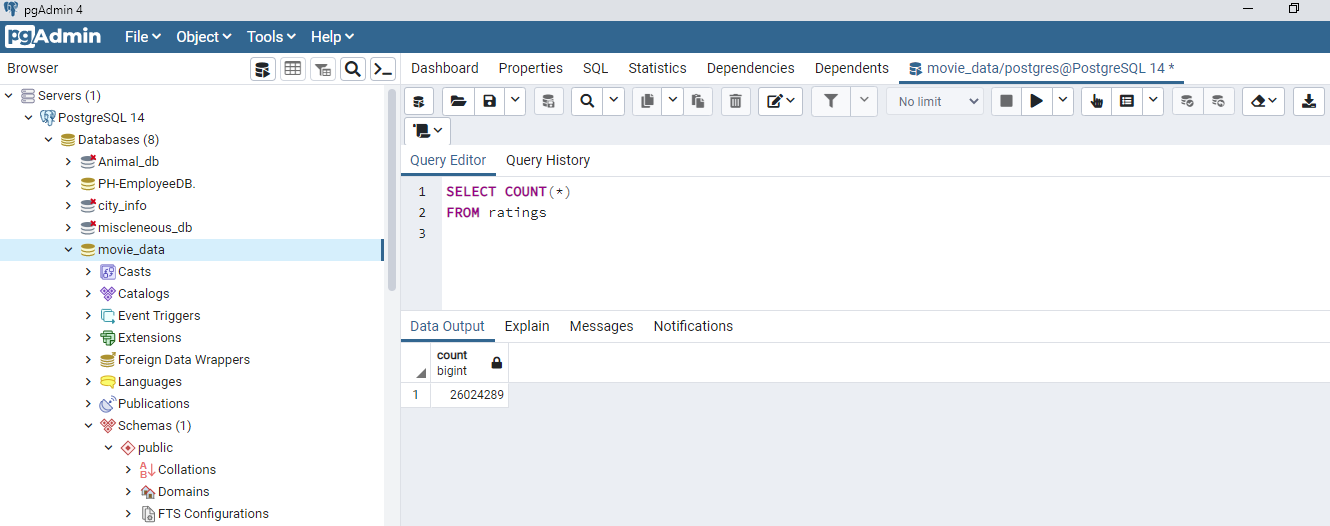 pgAdmin 4
pgAdmin File Object Tools Help
Browser
Dashboard Properties SQL Statistics Dependencies Dependents movie_data/postgres@PostgreSQL 14 *
No limit
Servers (1)
PostgreSQL 14
Databases (8)
Animal_db
PH-EmployeeDB.
city_info
miscleneous_db
movie_data
Casts
Catalogs
Event Triggers
Extensions
Foreign Data Wrappers
Languages
Publications
Schemas (1)
public
Collations
Domains
FTS Configurations
Query Editor Query History
1 SELECT COUNT(*)
2 FROM ratings
3
Data Output Explain Messages Notifications
count
bigint
1 26024289